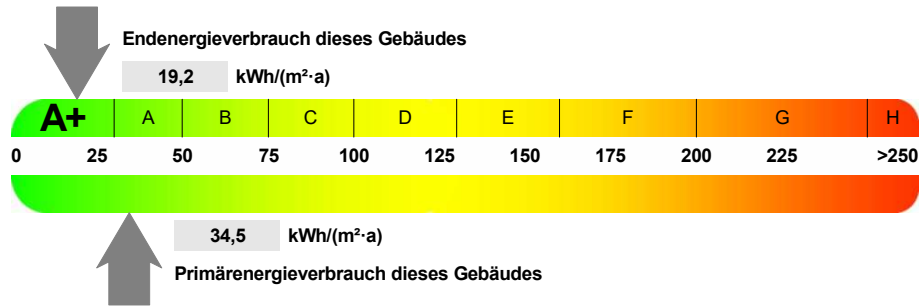 Endenergieverbrauch dieses Gebäudes
19,2 kWh/(m²·a)
A+ A B C D E F G H
0 25 50 75 100 125 150 175 200 225 >250
34,5 kWh/(m²·a)
Primärenergieverbrauch dieses Gebäudes